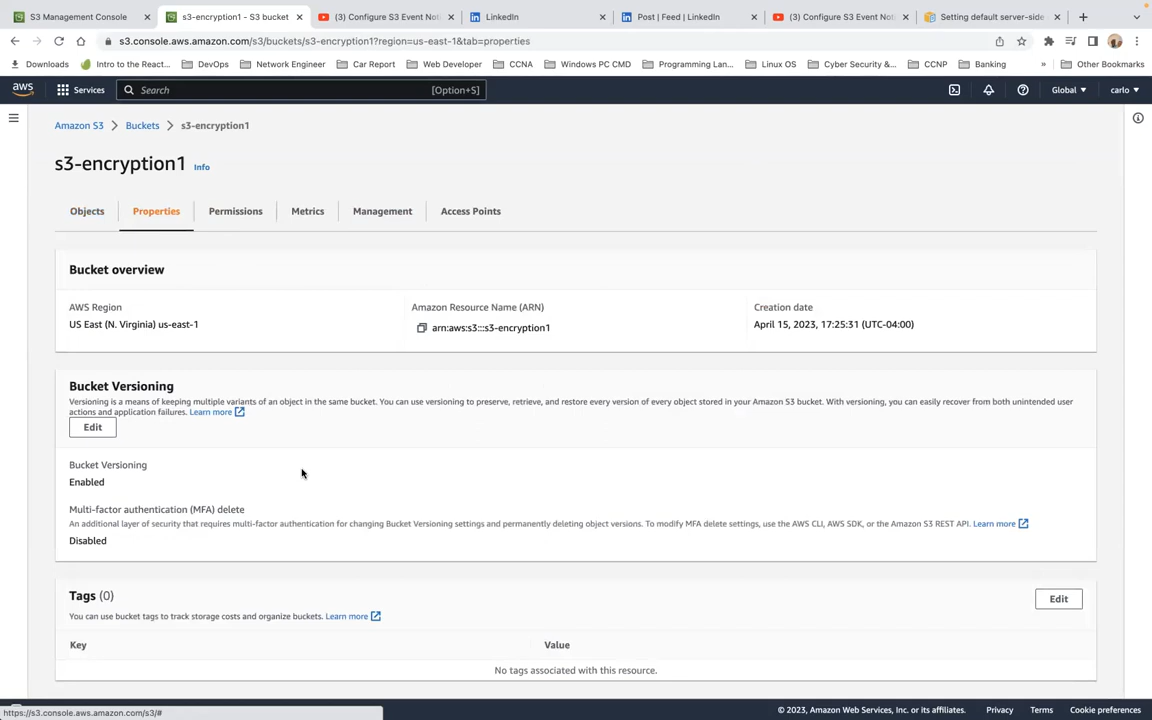 S3 Management Console
s3-encryption1 - S3 bucket
(3) Configure S3 Event Not
LinkedIn
Post | Feed | LinkedIn
(3) Configure S3 Event Not
Setting default server-side
s3.console.aws.amazon.com/s3/buckets/s3-encryption1?region=us-east-1&tab=properties
Downloads
Intro to the React...
DevOps
Network Engineer
Car Report
Web Developer
CCNA
Windows PC CMD
Programming Lan...
Linux OS
Cyber Security &...
CCNP
Banking
»
Other Bookmarks
aws
Services
Search
[Option+S]
Global
carlo
Amazon S3
Buckets
s3-encryption1
s3-encryption1 Info
Objects
Properties
Permissions
Metrics
Management
Access Points
Bucket overview
AWS Region
US East (N. Virginia) us-east-1
Amazon Resource Name (ARN)
arn:aws:s3:::s3-encryption1
Creation date
April 15, 2023, 17:25:31 (UTC-04:00)
Bucket Versioning
Versioning is a means of keeping multiple variants of an object in the same bucket. You can use versioning to preserve, retrieve, and restore every version of every object stored in your Amazon S3 bucket. With versioning, you can easily recover from both unintended user
actions and application failures. Learn more
Edit
Bucket Versioning
Enabled
Multi-factor authentication (MFA) delete
An additional layer of security that requires multi-factor authentication for changing Bucket Versioning settings and permanently deleting object versions. To modify MFA delete settings, use the AWS CLI, AWS SDK, or the Amazon S3 REST API. Learn more
Disabled
Tags (0)
Edit
You can use bucket tags to track storage costs and organize buckets. Learn more
Key
Value
No tags associated with this resource.
https://s3.console.aws.amazon.com/s3/#
© 2023, Amazon Web Services, Inc. or its affiliates.
Privacy
Terms
Cookie preferences